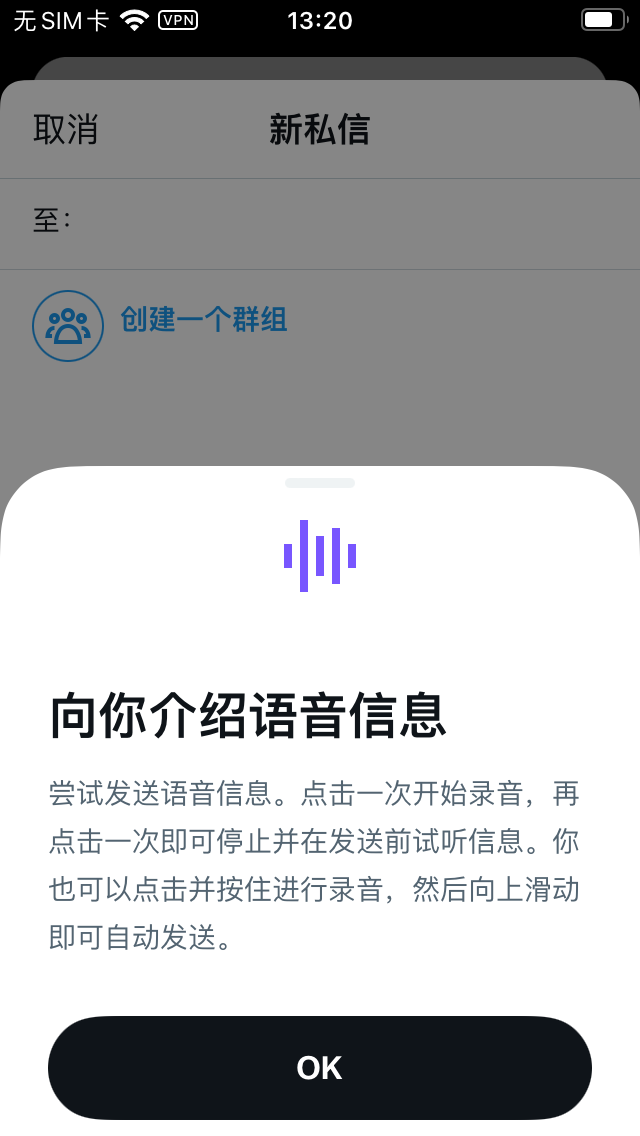 无SIM卡 VPN 13:20
取消 新私信
至：
创建一个群组
向你介绍语音信息
尝试发送语音信息。点击一次开始录音，再
点击一次即可停止并在发送前试听信息。你
也可以点击并按住进行录音，然后向上滑动
即可自动发送。
OK